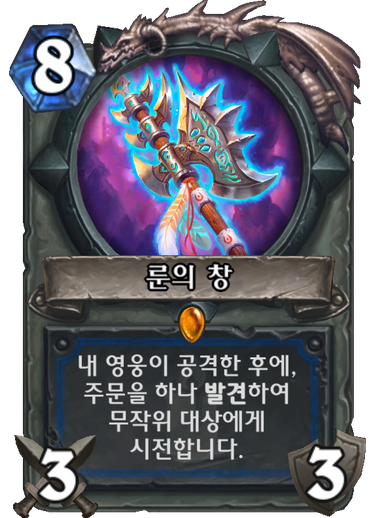 8
룬의 창
내 영웅이 공격한 후에,
주문을 하나 발견하여
무작위 대상에게
시전합니다.
3
3